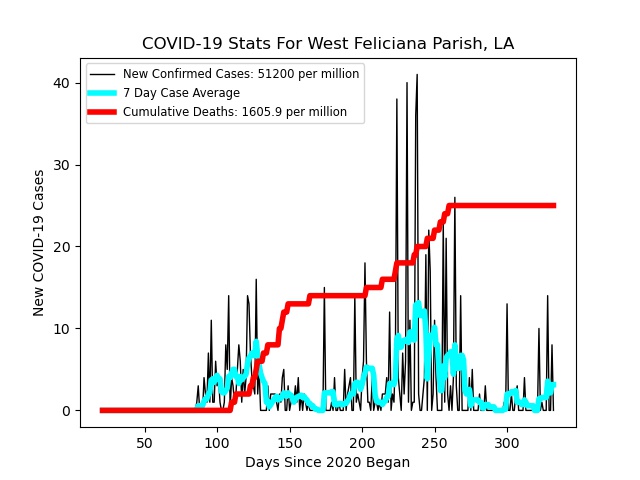 COVID-19 Stats For West Feliciana Parish, LA
New Confirmed Cases: 51200 per million
7 Day Case Average
Cumulative Deaths: 1605.9 per million
New COVID-19 Cases
40
30
20
10
0
50 100 150 200 250 300
Days Since 2020 Began